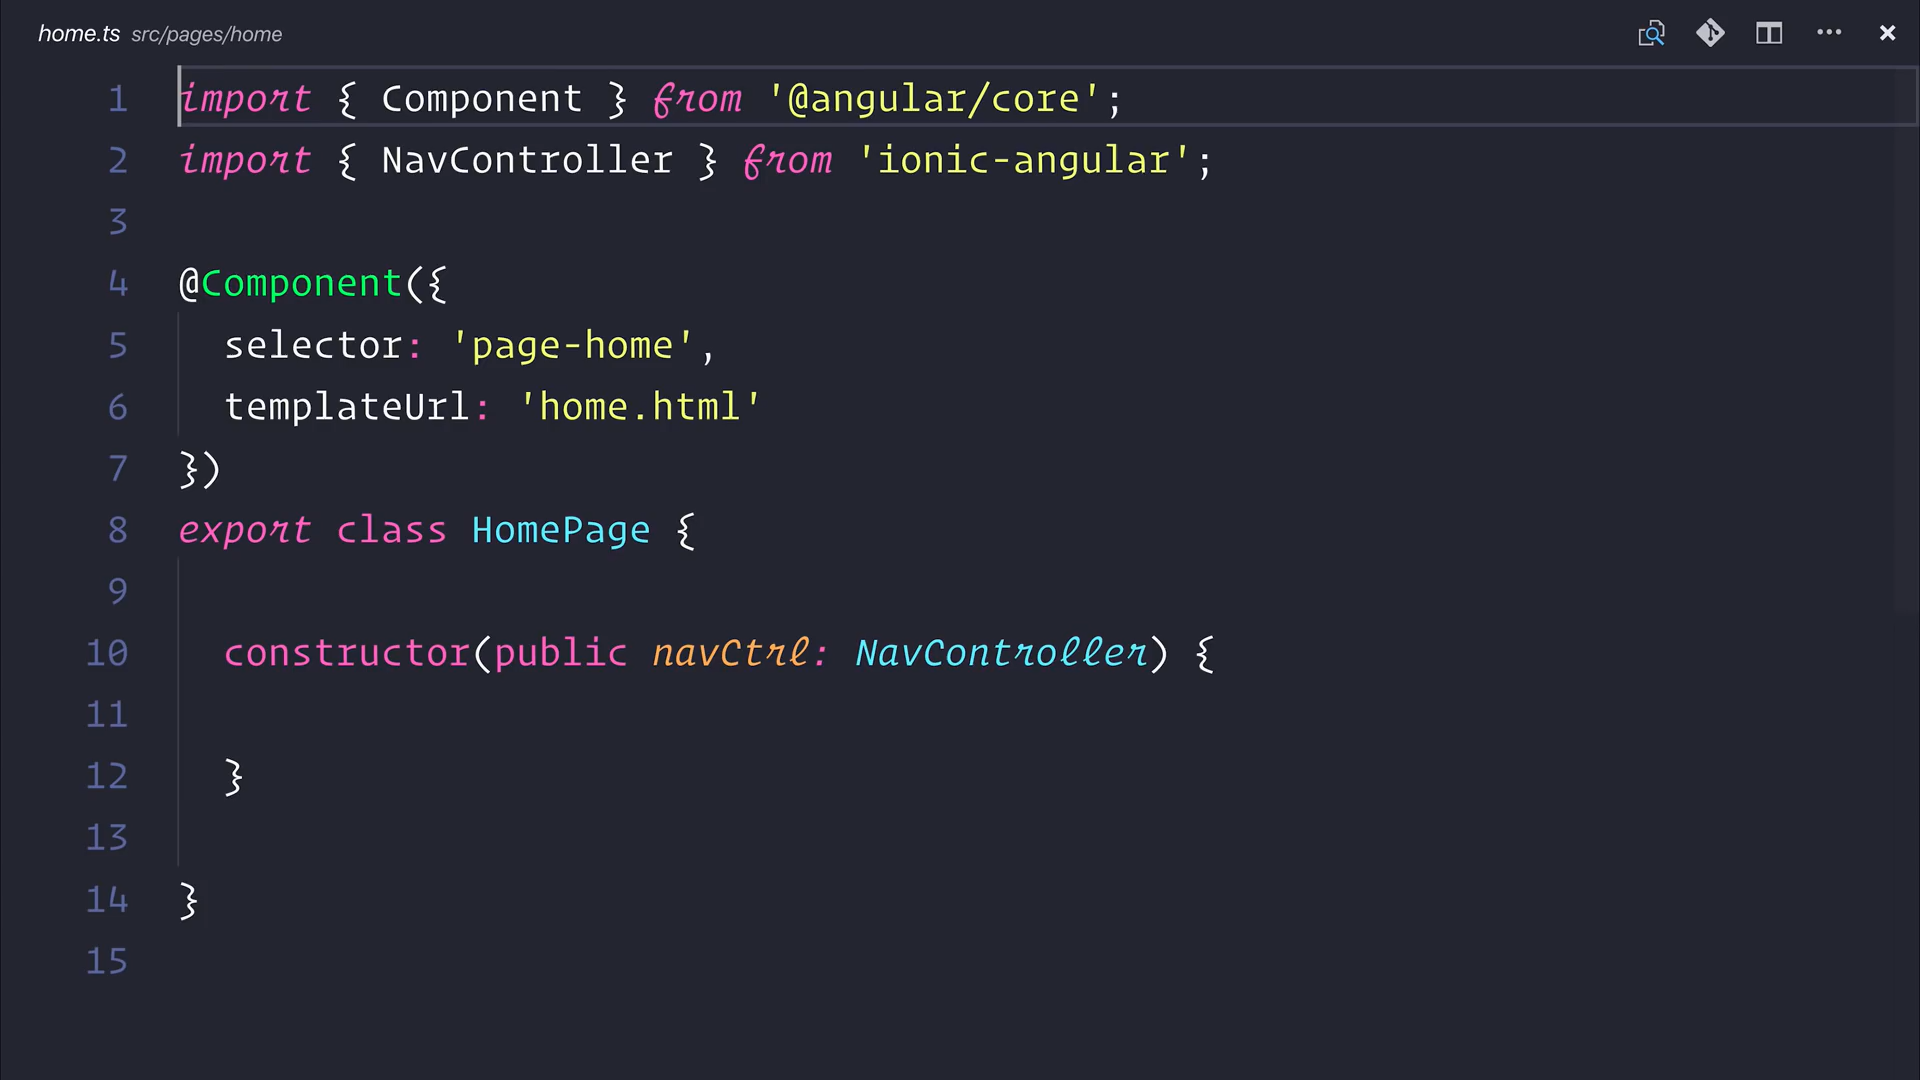 home.ts src/pages/home
1 import { Component } from '@angular/core';
2 import { NavController } from 'ionic-angular';
3
4 @Component({
5   selector: 'page-home',
6   templateUrl: 'home.html'
7 })
8 export class HomePage {
9
10   constructor(public navCtrl: NavController) {
11
12   }
13
14 }
15